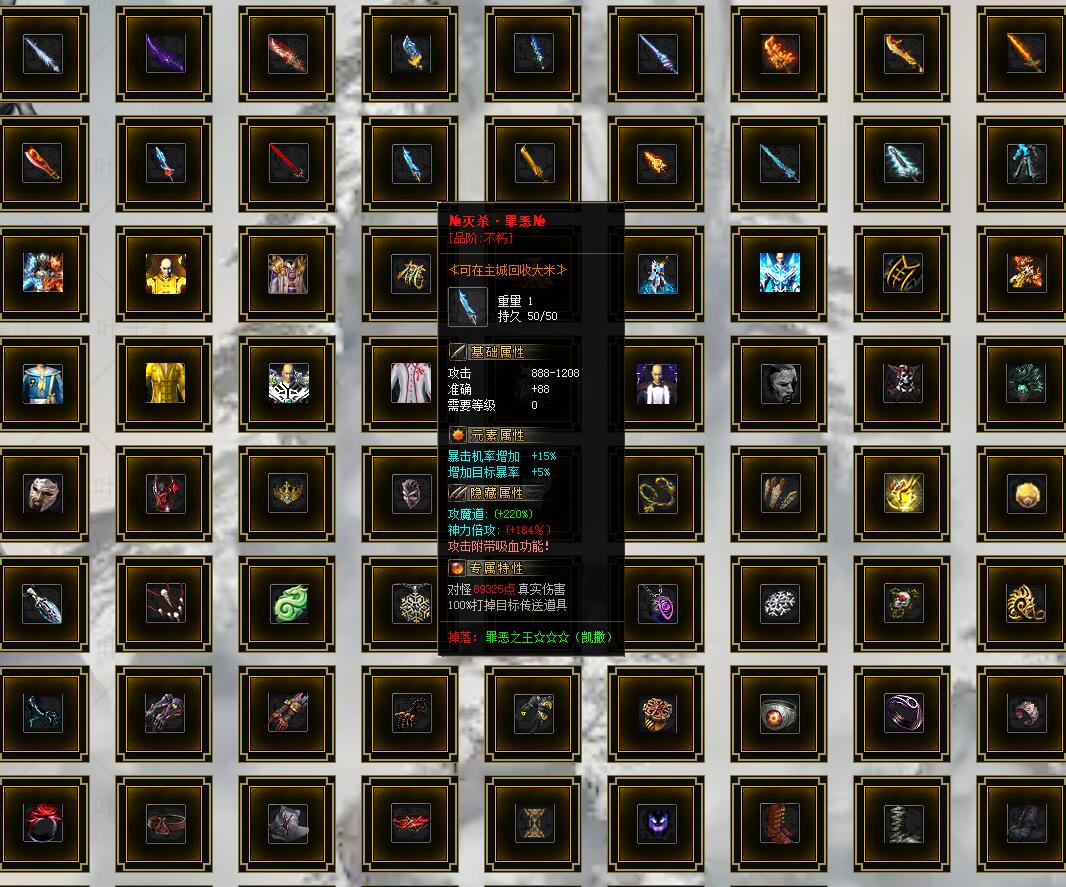 №灭杀·罪恶№
[品阶:不朽]
≮可在主城回收大米≯
重量 1
持久 50/50
基础属性
攻击 888-1208
准确 +88
需要等级 0
元素属性
暴击机率增加 +15%
增加目标暴率 +5%
隐藏属性
攻魔道: (+220%)
神力倍攻: (+184%)
攻击附带吸血功能!
专属特性
对怪89325点真实伤害
100%打掉目标传送道具
掉落: 罪恶之王☆☆☆（凯撒）